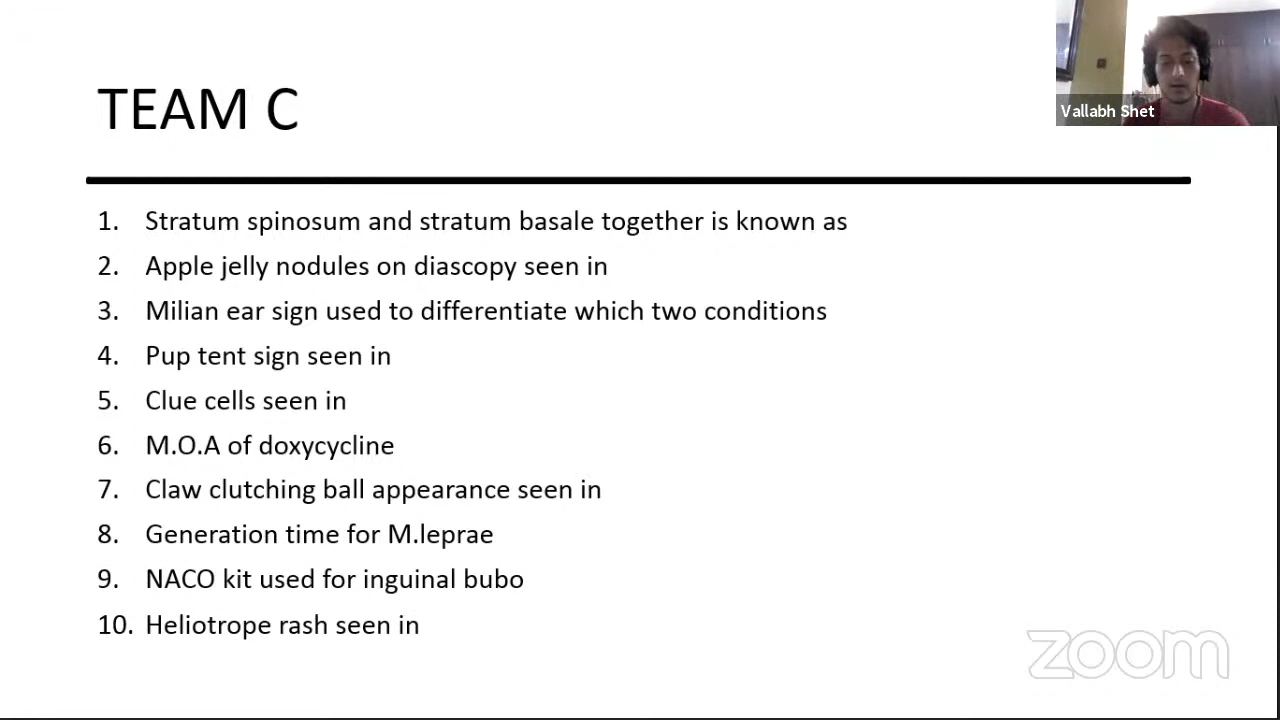 TEAM C
Vallabh Shet
1. Stratum spinosum and stratum basale together is known as
2. Apple jelly nodules on diascopy seen in
3. Milian ear sign used to differentiate which two conditions
4. Pup tent sign seen in
5. Clue cells seen in
6. M.O.A of doxycycline
7. Claw clutching ball appearance seen in
8. Generation time for M.leprae
9. NACO kit used for inguinal bubo
10. Heliotrope rash seen in
zoom